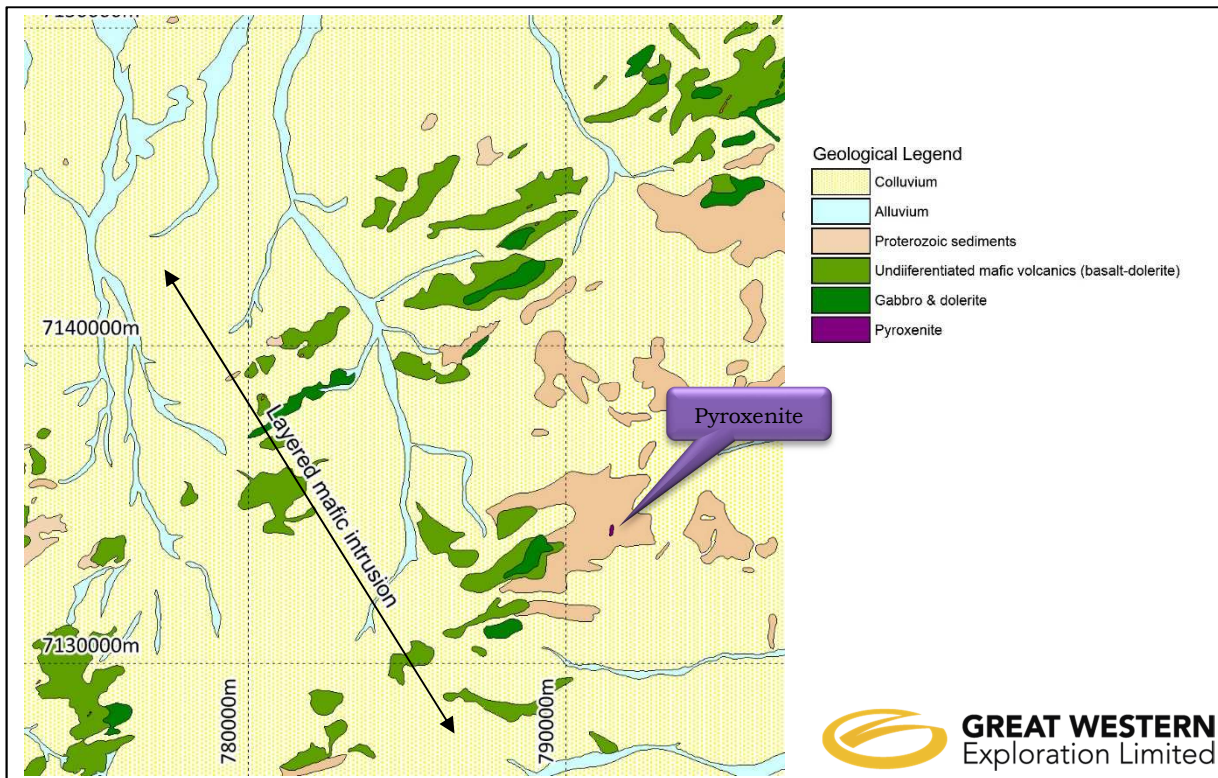 Geological Legend
Colluvium
Alluvium
Proterozoic sediments
Undiiferentiated mafic volcanics (basalt-dolerite)
Gabbro & dolerite
Pyroxenite
7140000m
Pyroxenite
Layered mafic intrusion
7130000m
780000m
790000m
GREAT WESTERN
Exploration Limited